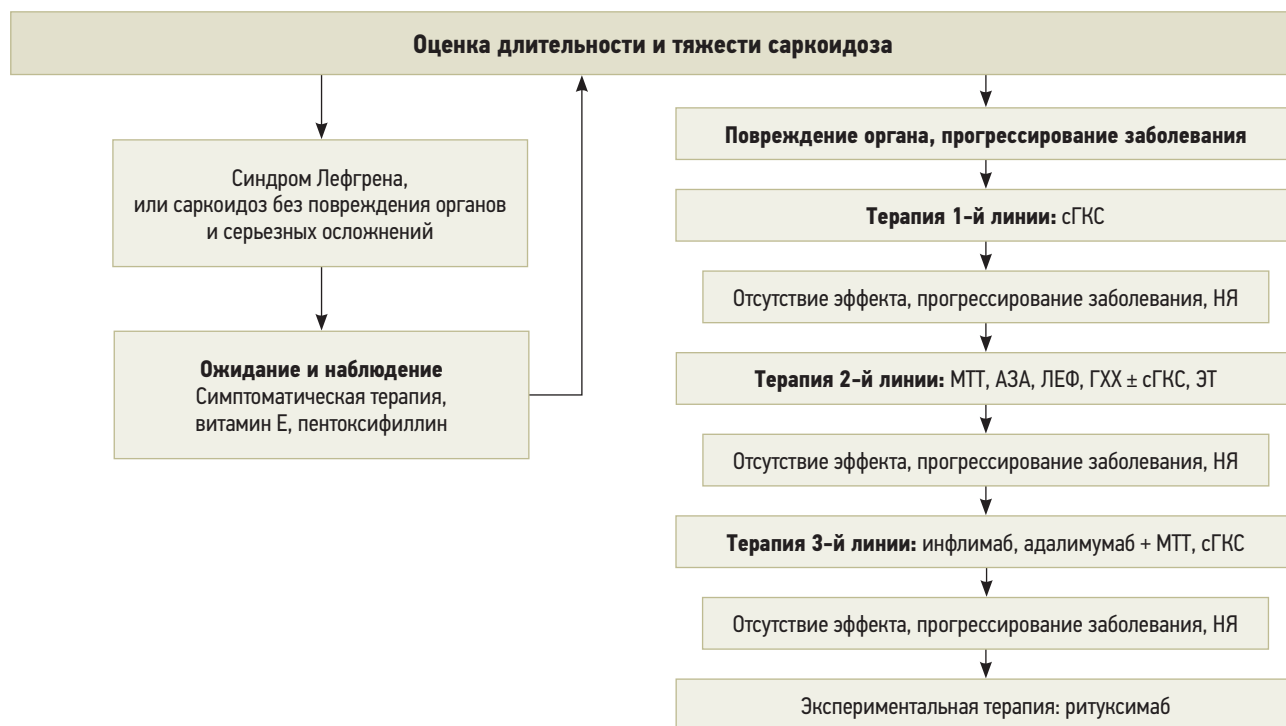 Оценка длительности и тяжести саркоидоза
Синдром Лефгрена,
или саркоидоз без повреждения органов
и серьезных осложнений
Ожидание и наблюдение
Симптоматическая терапия,
витамин Е, пентоксифиллин
Повреждение органа, прогрессирование заболевания
Терапия 1-й линии: сГКС
Отсутствие эффекта, прогрессирование заболевания, НЯ
Терапия 2-й линии: МТТ, АЗА, ЛЕФ, ГХХ ± сГКС, ЭТ
Отсутствие эффекта, прогрессирование заболевания, НЯ
Терапия 3-й линии: инфлимаб, адалимумаб + МТТ, сГКС
Отсутствие эффекта, прогрессирование заболевания, НЯ
Экспериментальная терапия: ритуксимаб